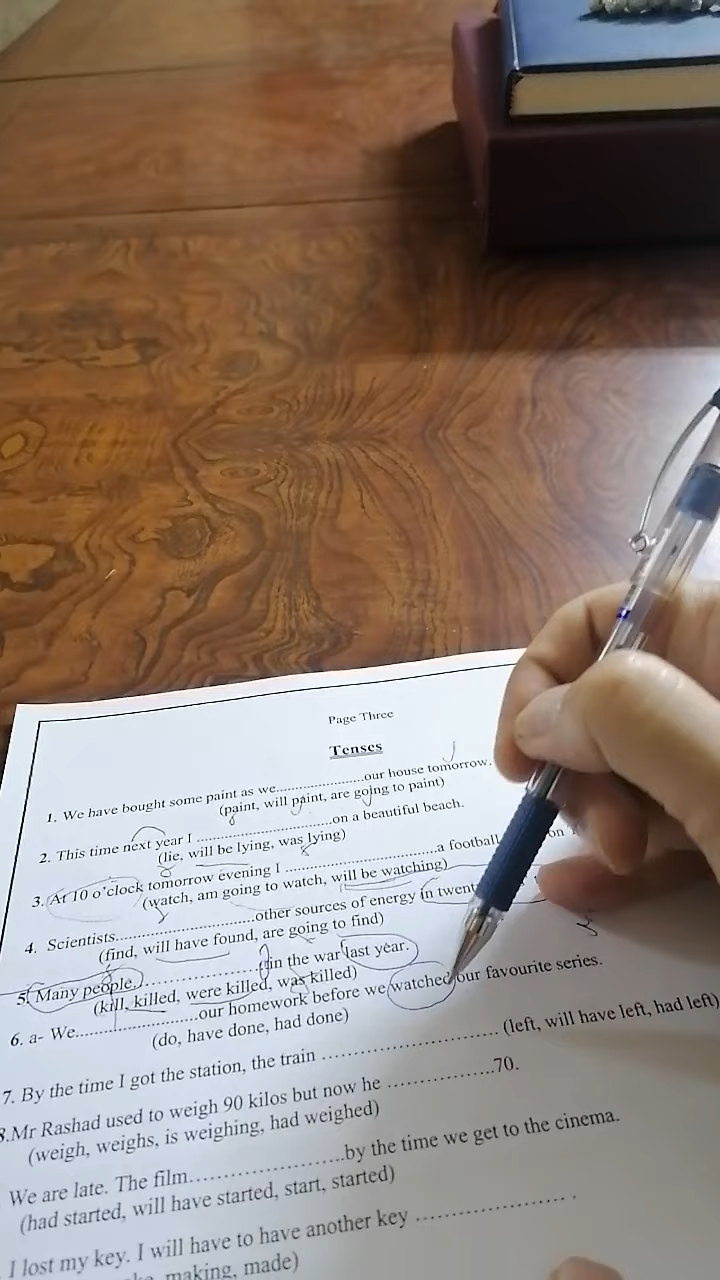 Page Three
Tenses
1. We have bought some paint as we......................our house tomorrow.
(paint, will paint, are going to paint)
2. This time next year I ..................................on a beautiful beach.
(lie, will be lying, was lying)
3. At 10 o'clock tomorrow evening I ......................................a football on
(watch, am going to watch, will be watching)
4. Scientists..................................other sources of energy in
(find, will have found, are going to find)
5. Many people.............................in the war last year.
(kill, killed, were killed, was killed)
6. a- We..............................our homework before we watched our favourite series.
(do, have done, had done)
7. By the time I got the station, the train ........................................ (left, will have left, had left)
8.Mr Rashad used to weigh 90 kilos but now he ........................70.
(weigh, weighs, is weighing, had weighed)
We are late. The film..............................by the time we get to the cinema.
(had started, will have started, start, started)
I lost my key. I will have to have another key ............................ .
making, made)